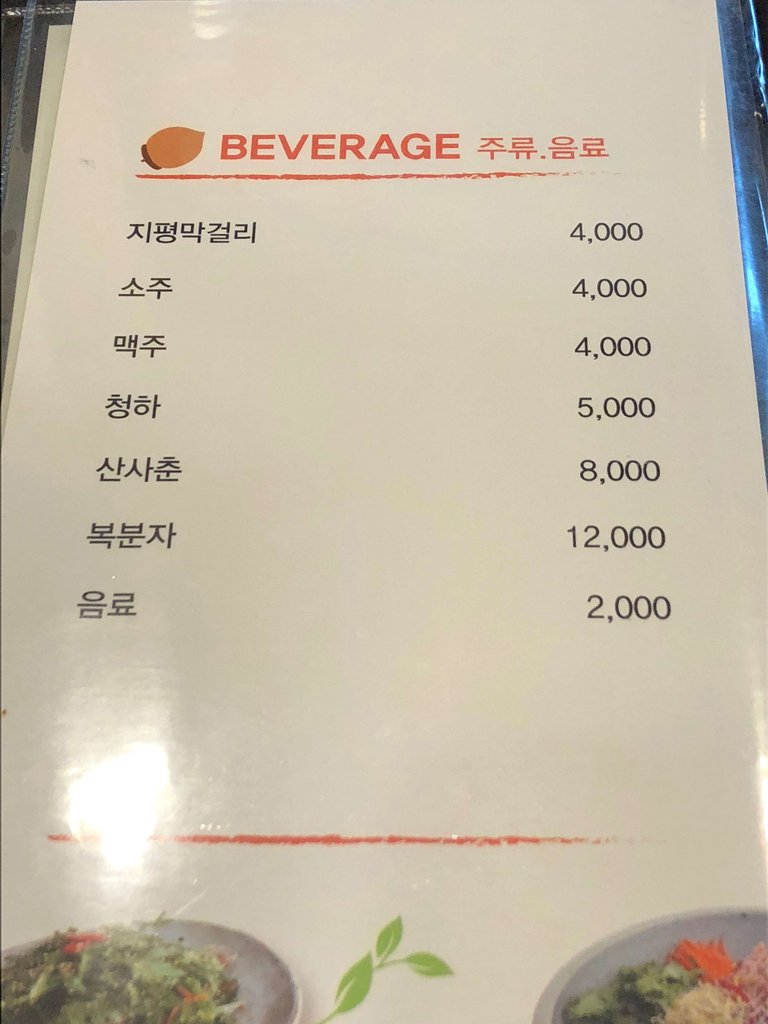 BEVERAGE 주류.음료
지평막걸리 4,000
소주 4,000
맥주 4,000
청하 5,000
산사춘 8,000
복분자 12,000
음료 2,000